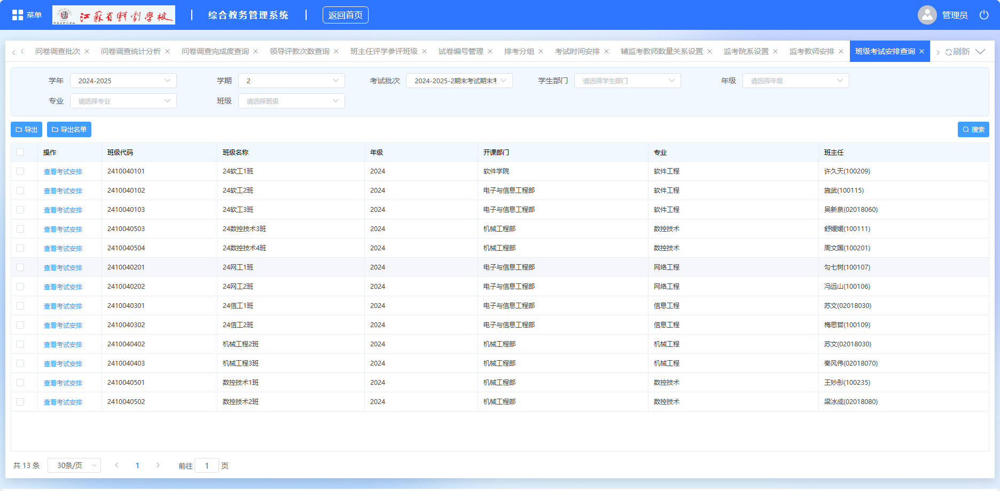 菜单 江苏省戏剧学校 综合教务管理系统 返回首页 管理员
问卷调查批次 问卷调查统计分析 问卷调查完成度查询 领导评教次数查询 班主任评学参评班级 试卷编号管理 排考分组 考试时间安排 辅监考教师数量关系设置 监考院系设置 监考教师安排 班级考试安排查询 刷新
学年 2024-2025 学期 2 考试批次 2024-2025-2期末考试期末考 学生部门 请选择学生部门 年级 请选择年级
专业 请选择专业 班级 请选择班级
导出 导出名单 搜索
操作 班级代码 班级名称 年级 开课部门 专业 班主任
查看考试安排 2410040101 24软工1班 2024 软件学院 软件工程 许久天(100209)
查看考试安排 2410040102 24软工2班 2024 电子与信息工程部 软件工程 施武(100115)
查看考试安排 2410040103 24软工3班 2024 电子与信息工程部 软件工程 吴新泉(02018060)
查看考试安排 2410040503 24数控技术3班 2024 机械工程部 数控技术 舒媛媛(100111)
查看考试安排 2410040504 24数控技术4班 2024 机械工程部 数控技术 周文国(100201)
查看考试安排 2410040201 24网工1班 2024 电子与信息工程部 网络工程 勾七树(100107)
查看考试安排 2410040202 24网工2班 2024 电子与信息工程部 网络工程 冯远山(100106)
查看考试安排 2410040301 24信工1班 2024 电子与信息工程部 信息工程 苏文(02018030)
查看考试安排 2410040302 24信工2班 2024 电子与信息工程部 信息工程 梅思哲(100109)
查看考试安排 2410040402 机械工程2班 2024 机械工程部 机械工程 苏文(02018030)
查看考试安排 2410040403 机械工程3班 2024 机械工程部 机械工程 秦风伟(02018070)
查看考试安排 2410040501 数控技术1班 2024 机械工程部 数控技术 王妙彤(100235)
查看考试安排 2410040502 数控技术2班 2024 机械工程部 数控技术 梁冰成(02018080)
共 13 条 30条/页 1 前往 1 页